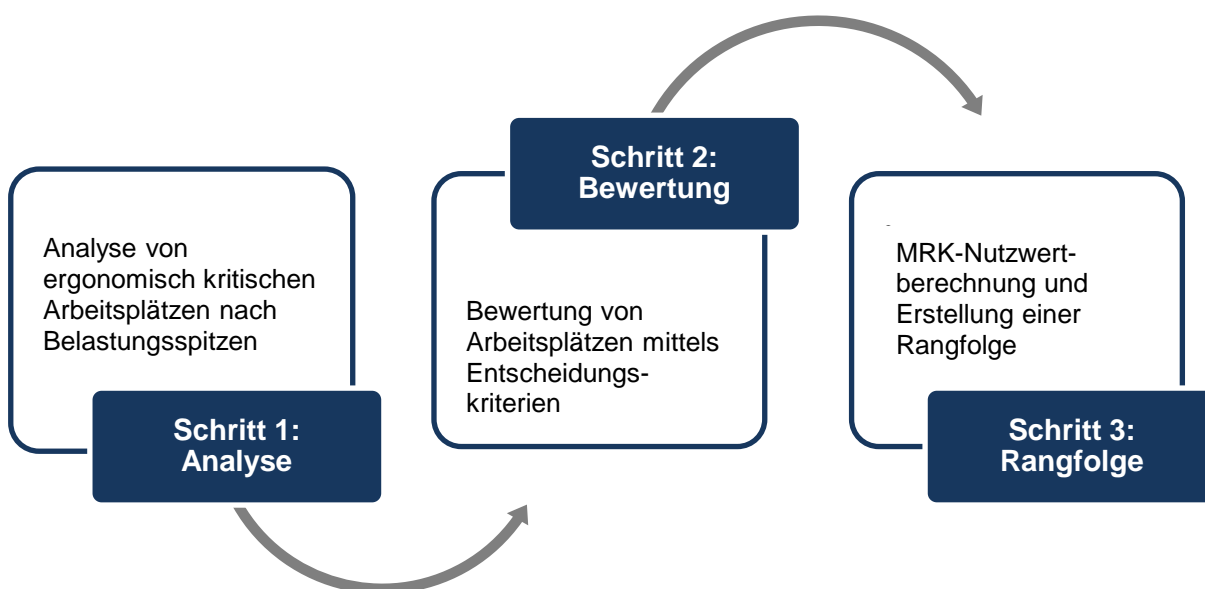 Analyse von
ergonomisch kritischen
Arbeitsplätzen nach
Belastungsspitzen
Schritt 1:
Analyse
Schritt 2:
Bewertung
Bewertung von
Arbeitsplätzen mittels
Entscheidungs-
kriterien
MRK-Nutzwert-
berechnung und
Erstellung einer
Rangfolge
Schritt 3:
Rangfolge